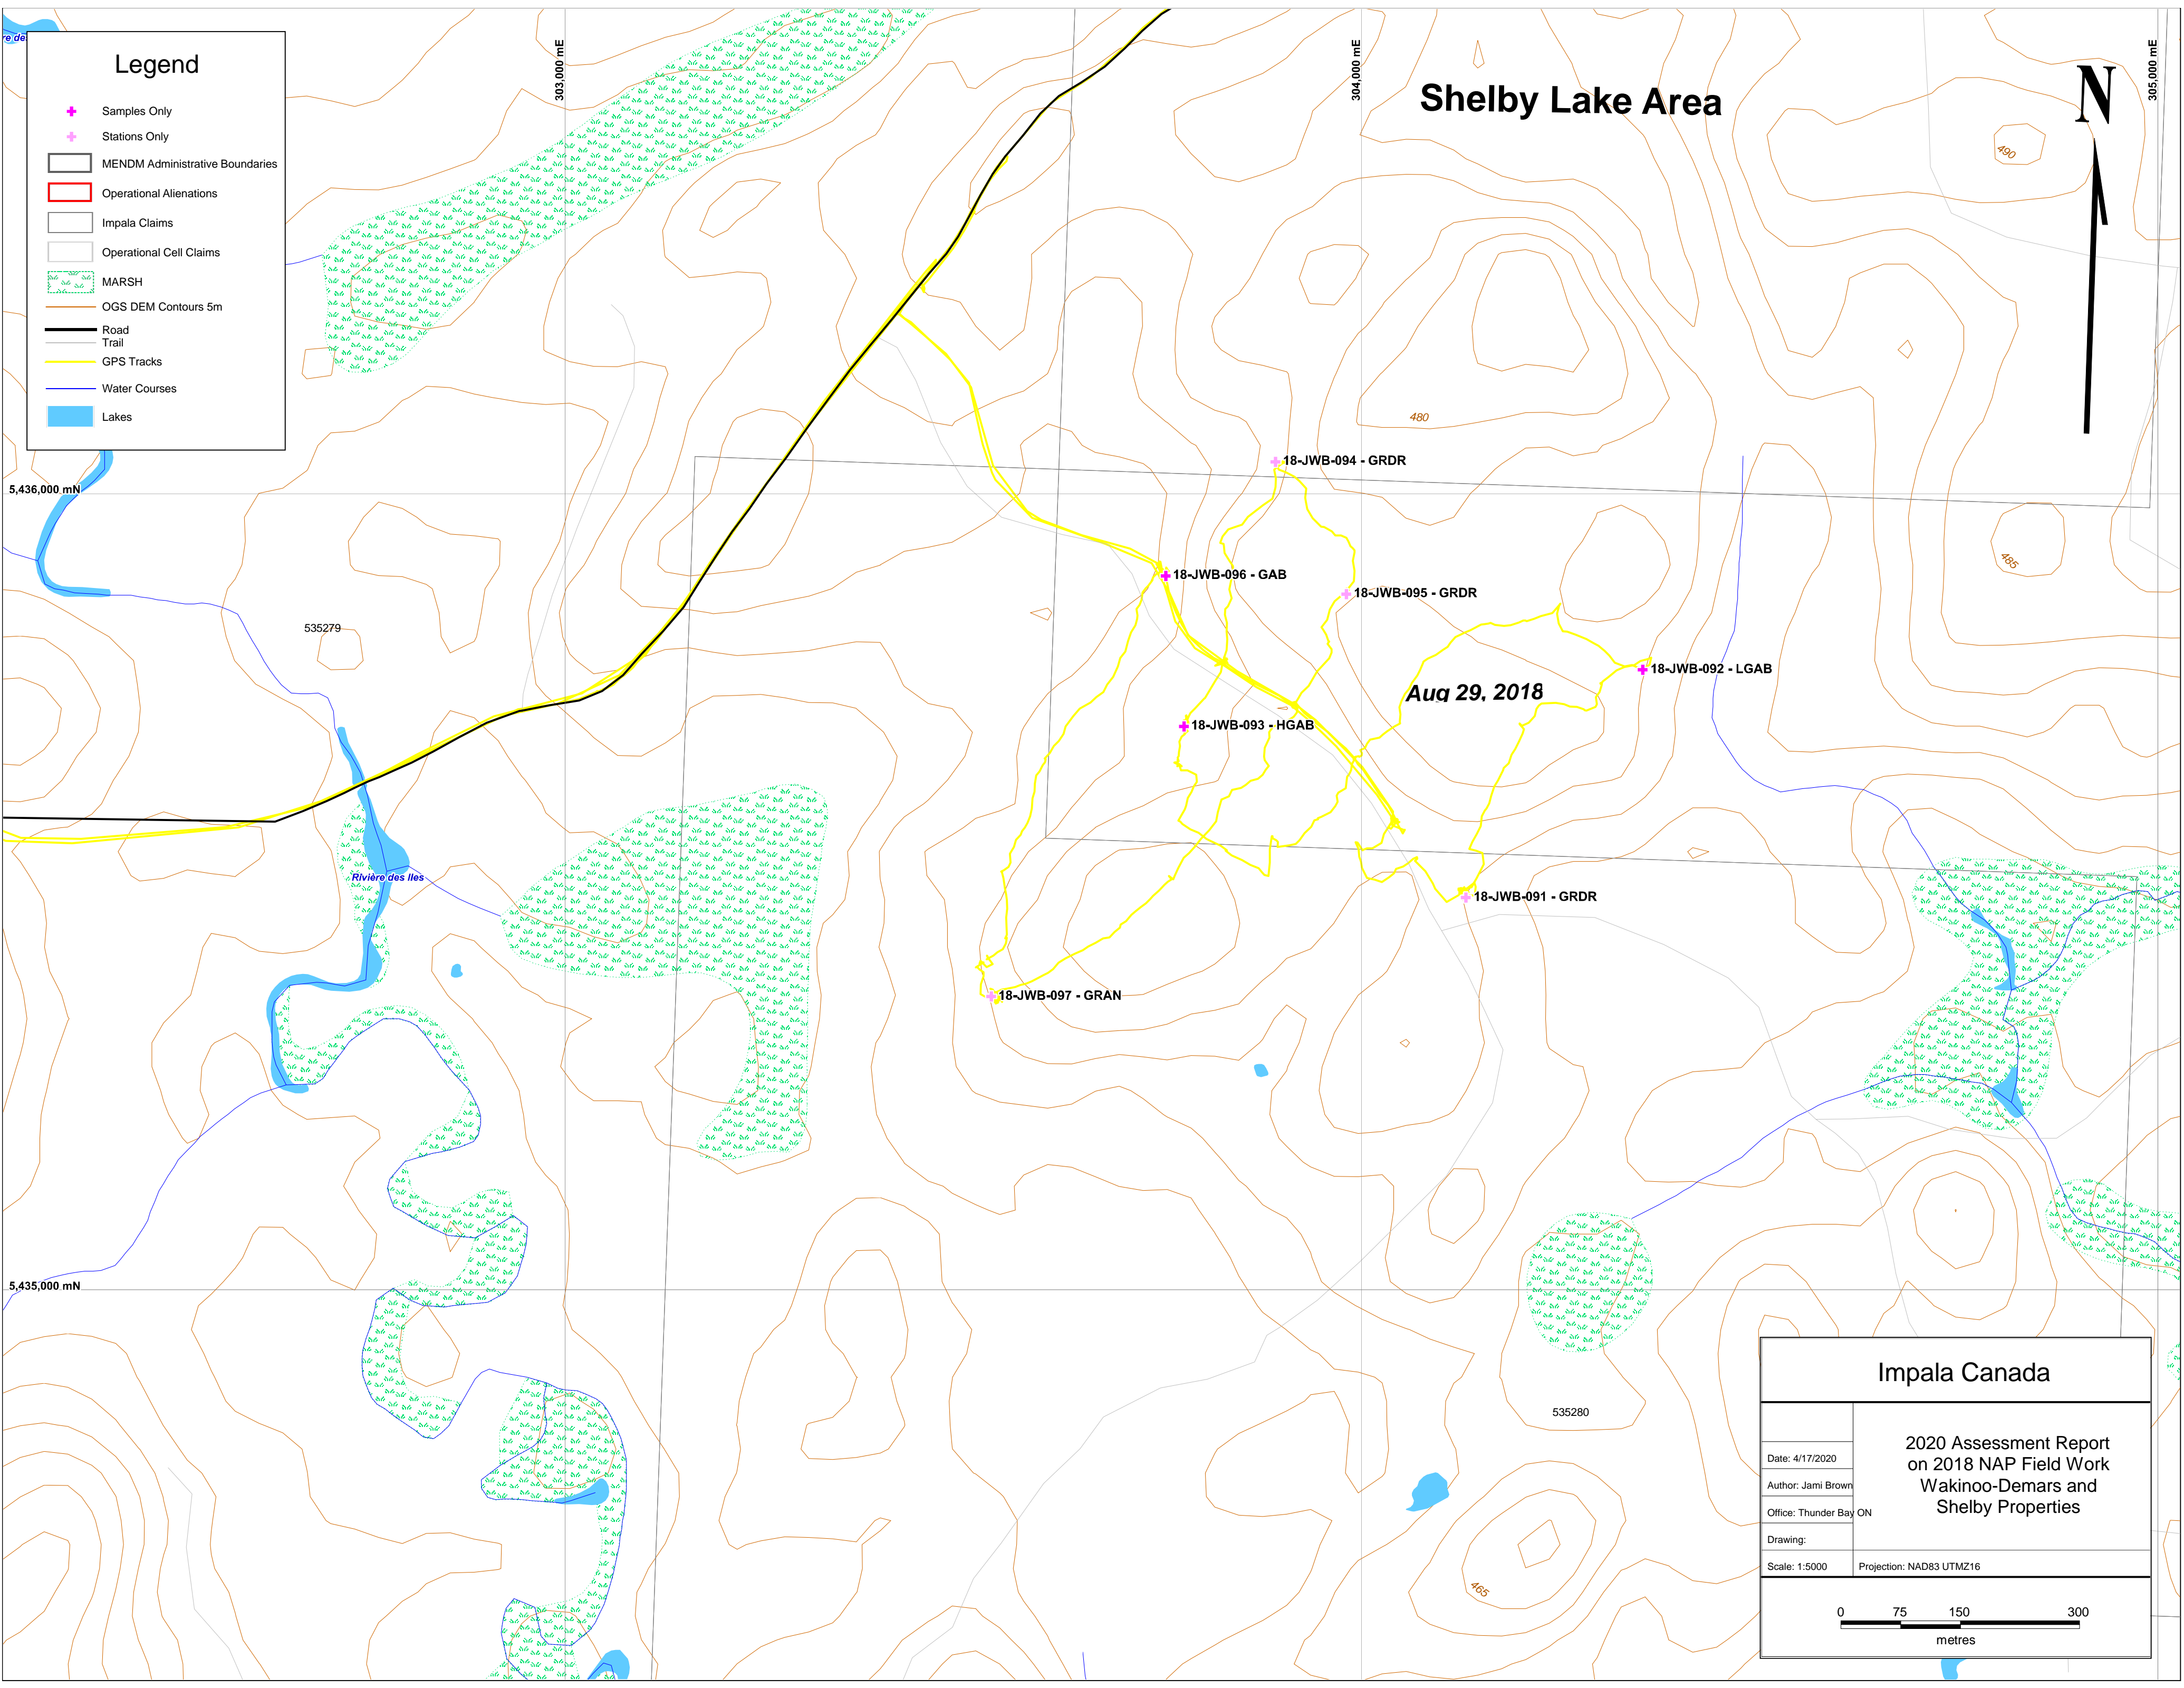 Legend
Samples Only
Stations Only
MENDM Administrative Boundaries
Operational Alienations
Impala Claims
Operational Cell Claims
MARSH
OGS DEM Contours 5m
Road
Trail
GPS Tracks
Water Courses
Lakes
re de
303,000 mE
304,000 mE
305,000 mE
Shelby Lake Area
N
490
480
485
5,436,000 mN
18-JWB-094 - GRDR
18-JWB-096 - GAB
18-JWB-095 - GRDR
535279
18-JWB-092 - LGAB
Aug 29, 2018
18-JWB-093 - HGAB
Rivière des Iles
18-JWB-091 - GRDR
18-JWB-097 - GRAN
5,435,000 mN
535280
465
Impala Canada
Date: 4/17/2020
Author: Jami Brown
Office: Thunder Bay ON
Drawing:
Scale: 1:5000
2020 Assessment Report
on 2018 NAP Field Work
Wakinoo-Demars and
Shelby Properties
Projection: NAD83 UTMZ16
0 75 150 300
metres